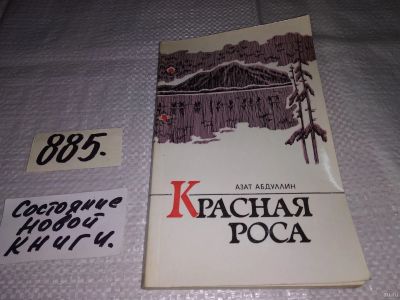 885.
Состояние
новой
книги.
АЗАТ АБДУЛЛИН
КРАСНАЯ
РОСА